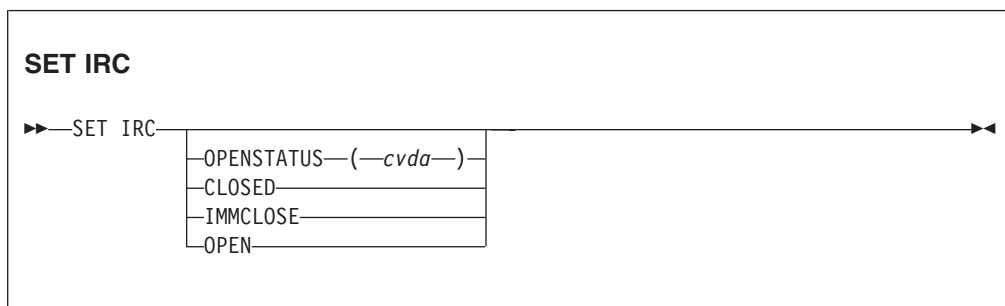 SET IRC
SET IRC
OPENSTATUS ( cvda )
CLOSED
IMMCLOSE
OPEN